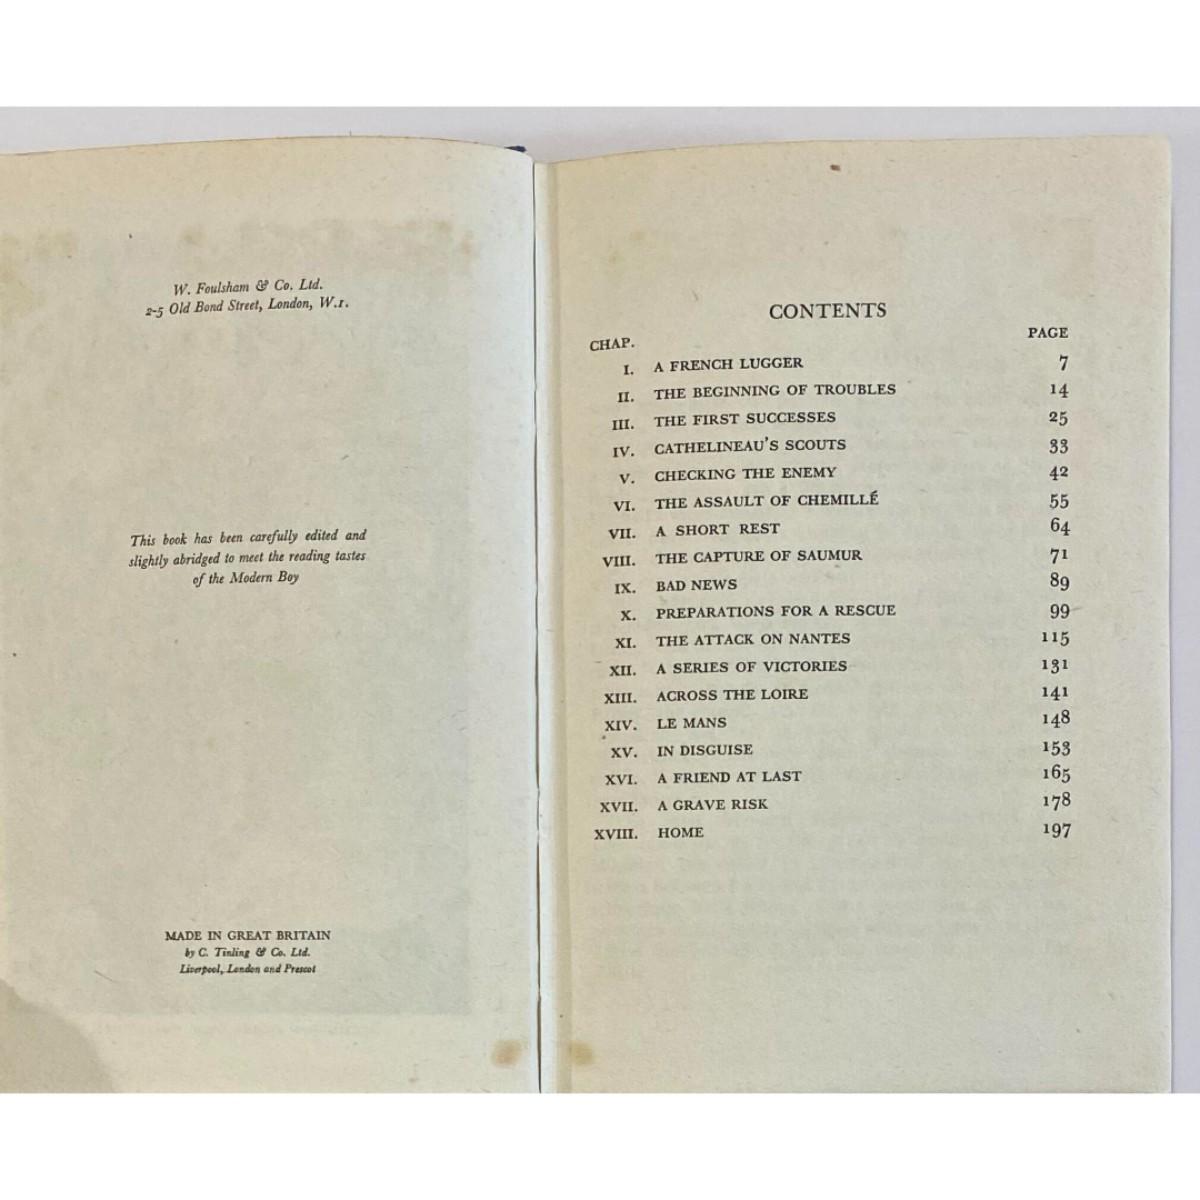 W. Foulsham & Co. Ltd.
2-5 Old Bond Street, London, W.1.
This book has been carefully edited and
slightly abridged to meet the reading tastes
of the Modern Boy
MADE IN GREAT BRITAIN
by C. Tinling & Co. Ltd.
Liverpool, London and Prescot
CONTENTS
CHAP. PAGE
I. A FRENCH LUGGER 7
II. THE BEGINNING OF TROUBLES 14
III. THE FIRST SUCCESSES 25
IV. CATHELINEAU'S SCOUTS 33
V. CHECKING THE ENEMY 42
VI. THE ASSAULT OF CHEMILLÉ 55
VII. A SHORT REST 64
VIII. THE CAPTURE OF SAUMUR 71
IX. BAD NEWS 89
X. PREPARATIONS FOR A RESCUE 99
XI. THE ATTACK ON NANTES 115
XII. A SERIES OF VICTORIES 131
XIII. ACROSS THE LOIRE 141
XIV. LE MANS 148
XV. IN DISGUISE 153
XVI. A FRIEND AT LAST 165
XVII. A GRAVE RISK 178
XVIII. HOME 197